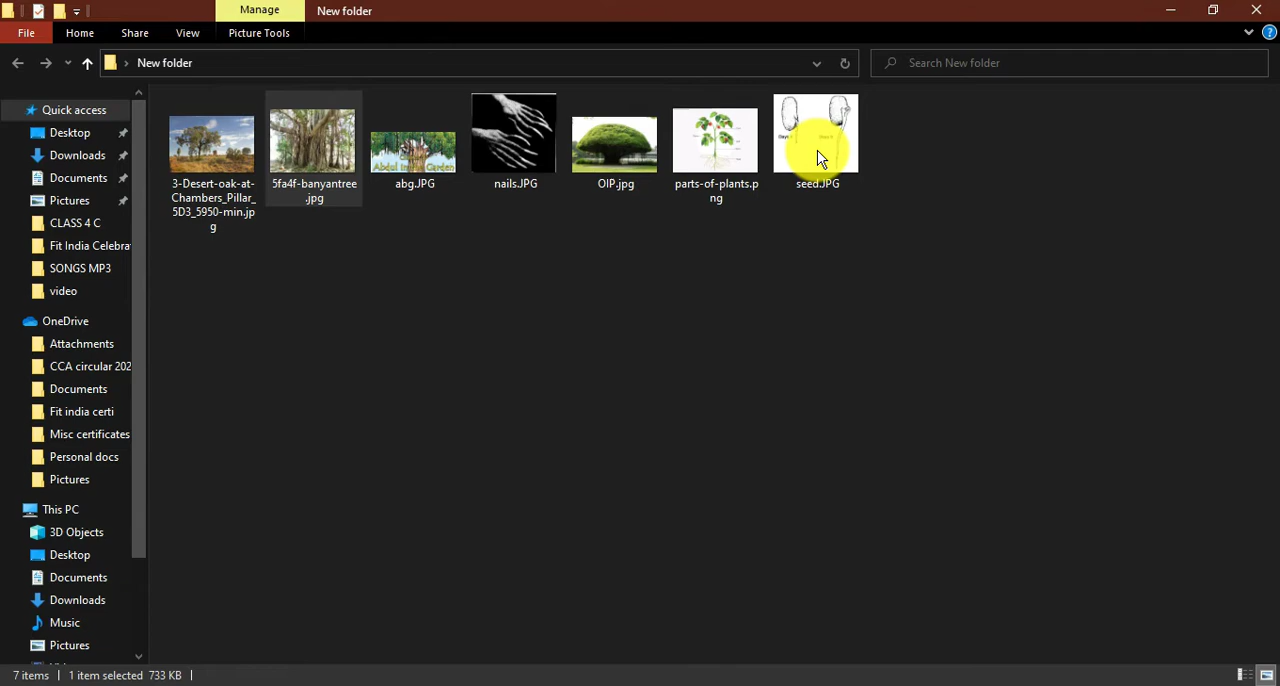 Manage
New folder
File
Home
Share
View
Picture Tools
New folder
Search New folder
Quick access
Desktop
Downloads
Documents
Pictures
CLASS 4 C
Fit India Celebra
SONGS MP3
video
OneDrive
Attachments
CCA circular 202
Documents
Fit india certi
Misc certificates
Personal docs
Pictures
This PC
3D Objects
Desktop
Documents
Downloads
Music
Pictures
3-Desert-oak-at-
Chambers_Pillar_
5D3_5950-min.jp
g
5fa4f-banyantree
.jpg
abg.JPG
nails.JPG
OIP.jpg
parts-of-plants.p
ng
seed.JPG
7 items
1 item selected 733 KB